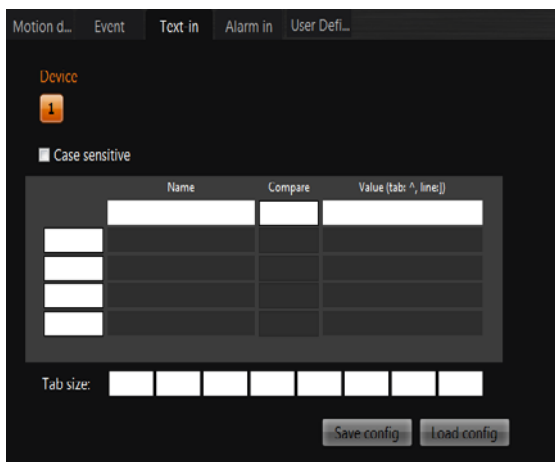 Motion d... Event Text-in Alarm in User Defi...
Device
1
Case sensitive
Name Compare Value (tab: ^, line:])
Tab size:
Save config Load config